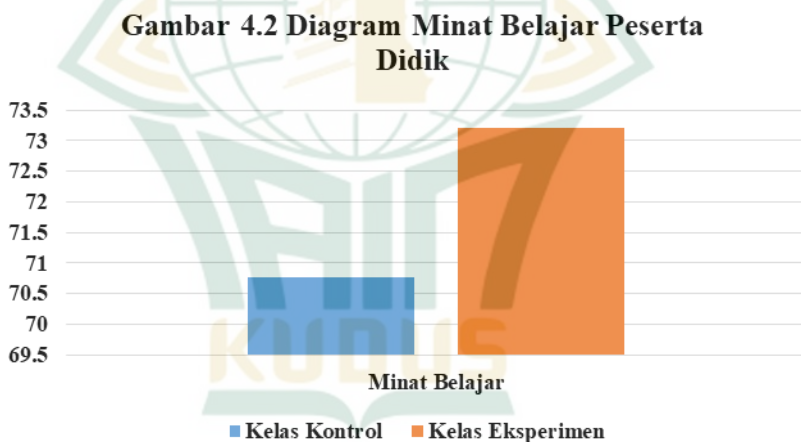 Gambar 4.2 Diagram Minat Belajar Peserta
Didik
73.5
73
72.5
72
71.5
71
70.5
70
69.5
Minat Belajar
Kelas Kontrol Kelas Eksperimen
KUDUS